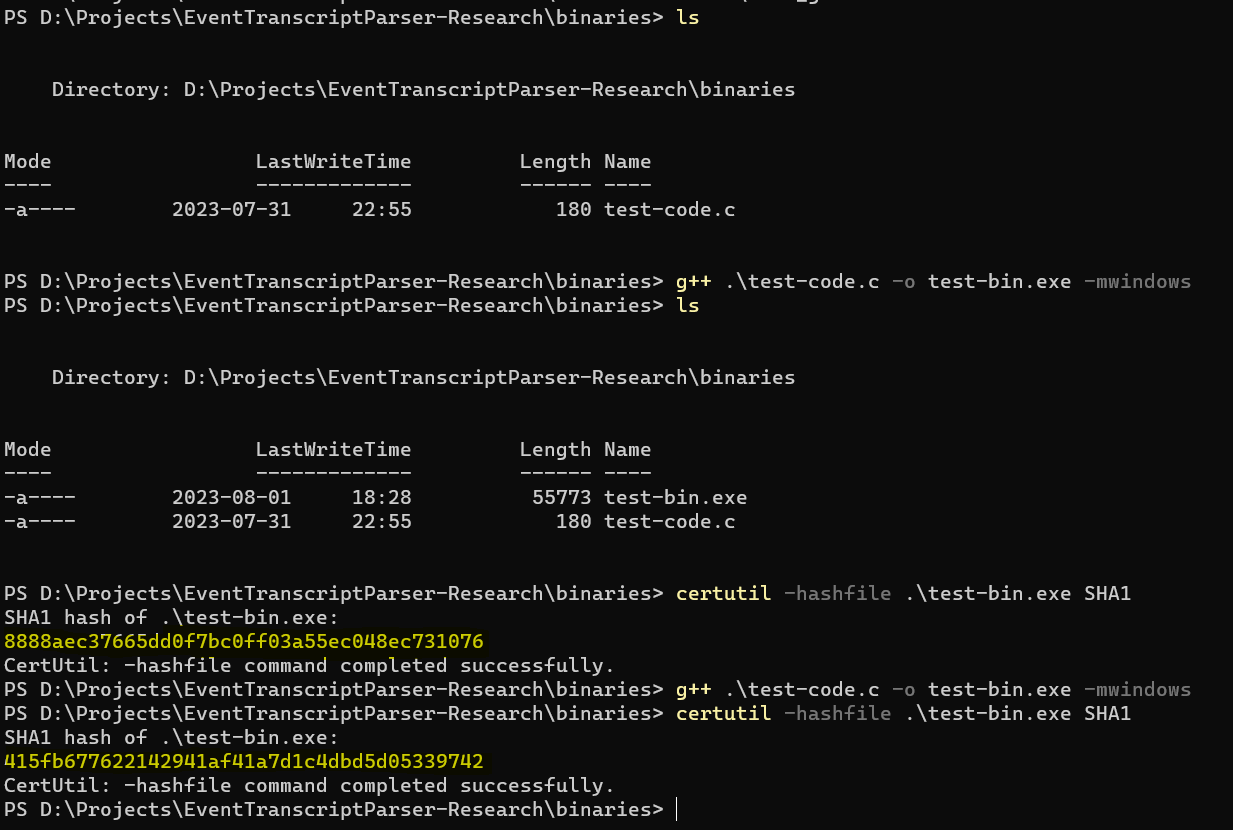 PS D:\Projects\EventTranscriptParser-Research\binaries> ls
Directory: D:\Projects\EventTranscriptParser-Research\binaries
Mode                 LastWriteTime         Length Name
----                 -------------         ------ ----
-a----        2023-07-31     22:55            180 test-code.c
PS D:\Projects\EventTranscriptParser-Research\binaries> g++ .\test-code.c -o test-bin.exe -mwindows
PS D:\Projects\EventTranscriptParser-Research\binaries> ls
Directory: D:\Projects\EventTranscriptParser-Research\binaries
Mode                 LastWriteTime         Length Name
----                 -------------         ------ ----
-a----        2023-08-01     18:28          55773 test-bin.exe
-a----        2023-07-31     22:55            180 test-code.c
PS D:\Projects\EventTranscriptParser-Research\binaries> certutil -hashfile .\test-bin.exe SHA1
SHA1 hash of .\test-bin.exe:
8888aec37665dd0f7bc0ff03a55ec048ec731076
CertUtil: -hashfile command completed successfully.
PS D:\Projects\EventTranscriptParser-Research\binaries> g++ .\test-code.c -o test-bin.exe -mwindows
PS D:\Projects\EventTranscriptParser-Research\binaries> certutil -hashfile .\test-bin.exe SHA1
SHA1 hash of .\test-bin.exe:
415fb677622142941af41a7d1c4dbd5d05339742
CertUtil: -hashfile command completed successfully.
PS D:\Projects\EventTranscriptParser-Research\binaries>